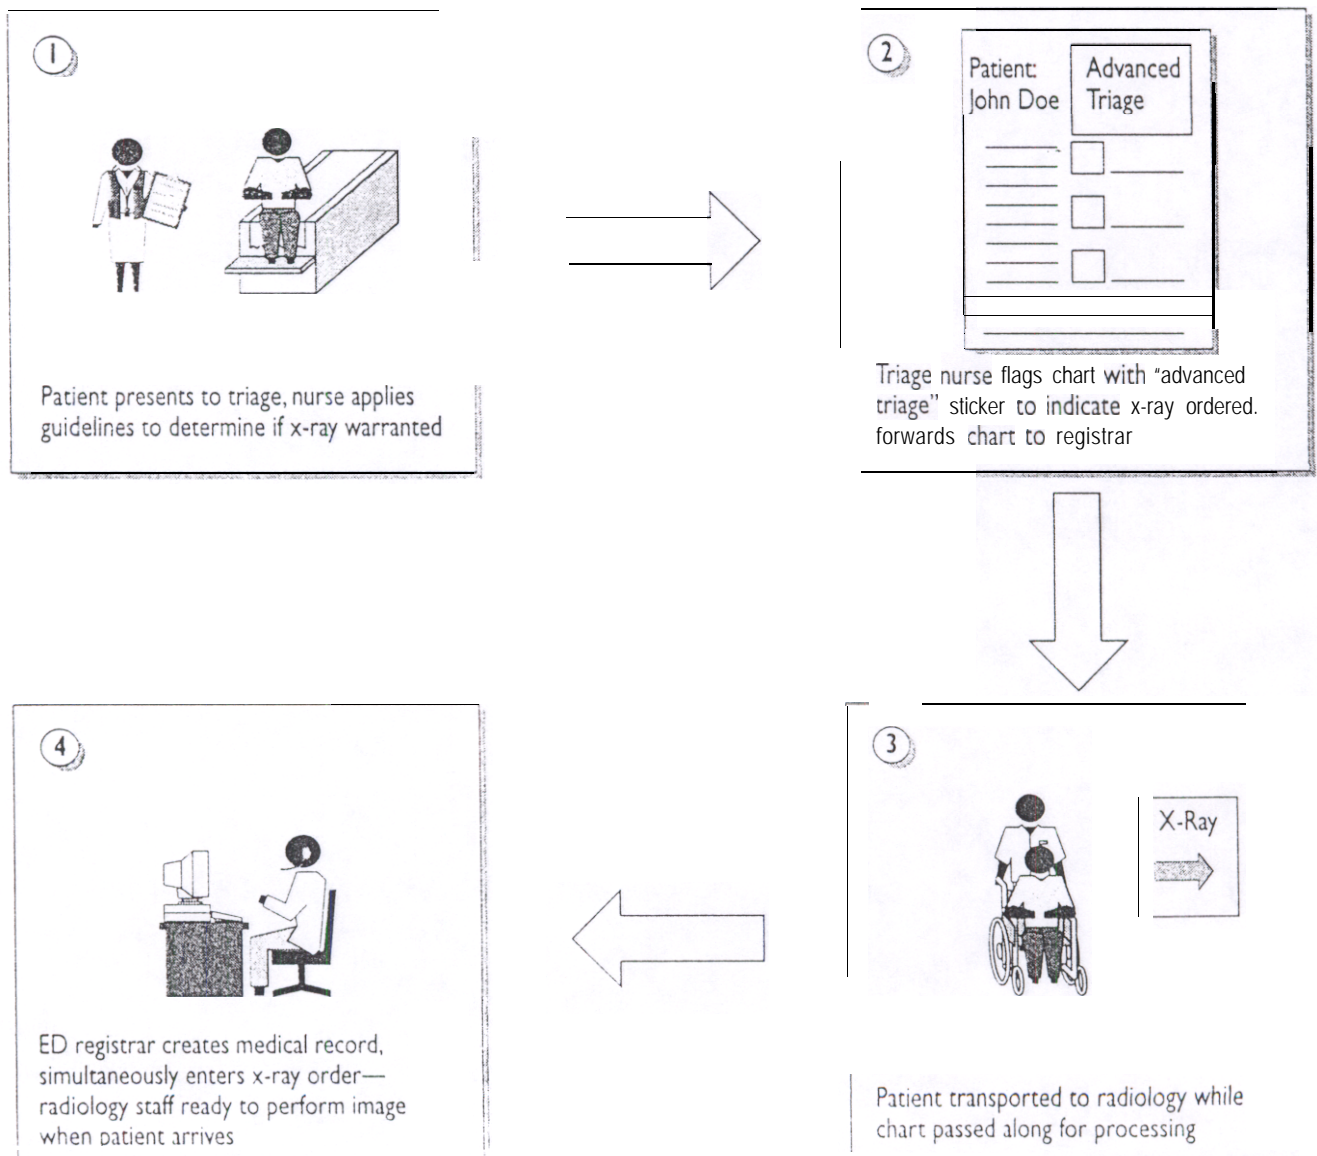 1
Patient presents to triage, nurse applies
guidelines to determine if x-ray warranted
2
Patient:
John Doe
Advanced
Triage
Triage nurse flags chart with “advanced
triage” sticker to indicate x-ray ordered.
forwards chart to registrar
3
X-Ray
Patient transported to radiology while
chart passed along for processing
4
ED registrar creates medical record,
simultaneously enters x-ray order—
radiology staff ready to perform image
when patient arrives